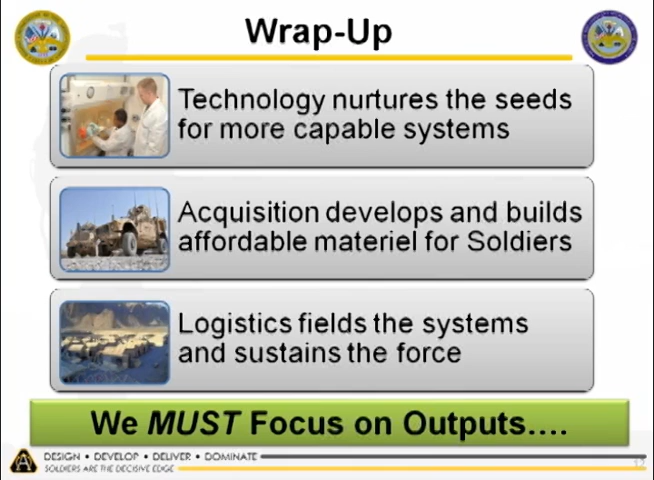 Wrap-Up
Technology nurtures the seeds
for more capable systems
Acquisition develops and builds
affordable materiel for Soldiers
Logistics fields the systems
and sustains the force
We MUST Focus on Outputs....
DESIGN • DEVELOP • DELIVER • DOMINATE
SOLDIERS ARE THE DECISIVE EDGE
12